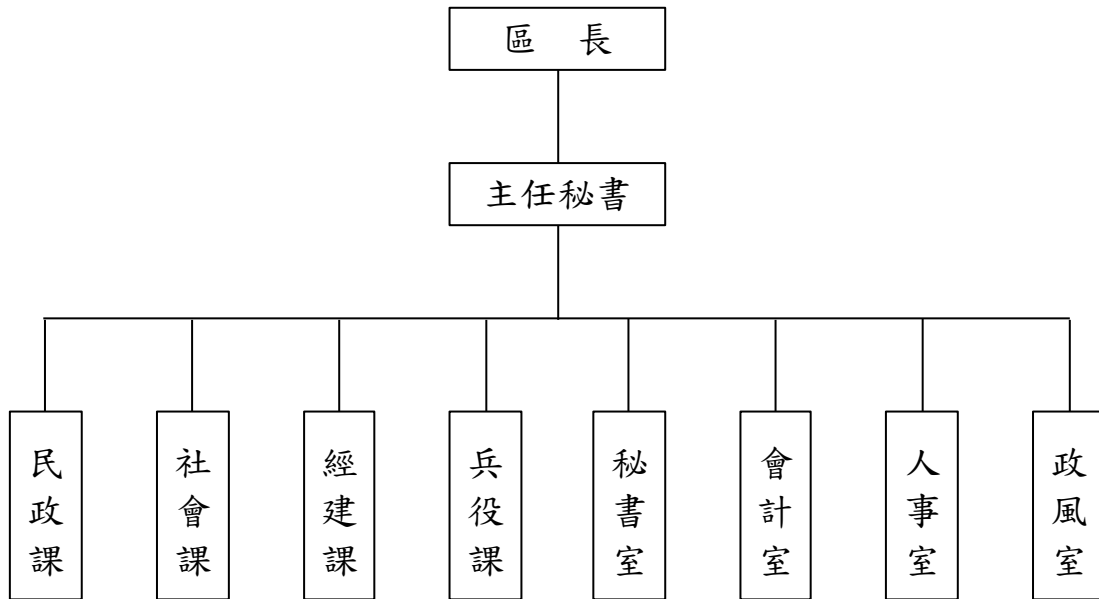 區　長
主任秘書
民政課
社會課
經建課
兵役課
秘書室
會計室
人事室
政風室